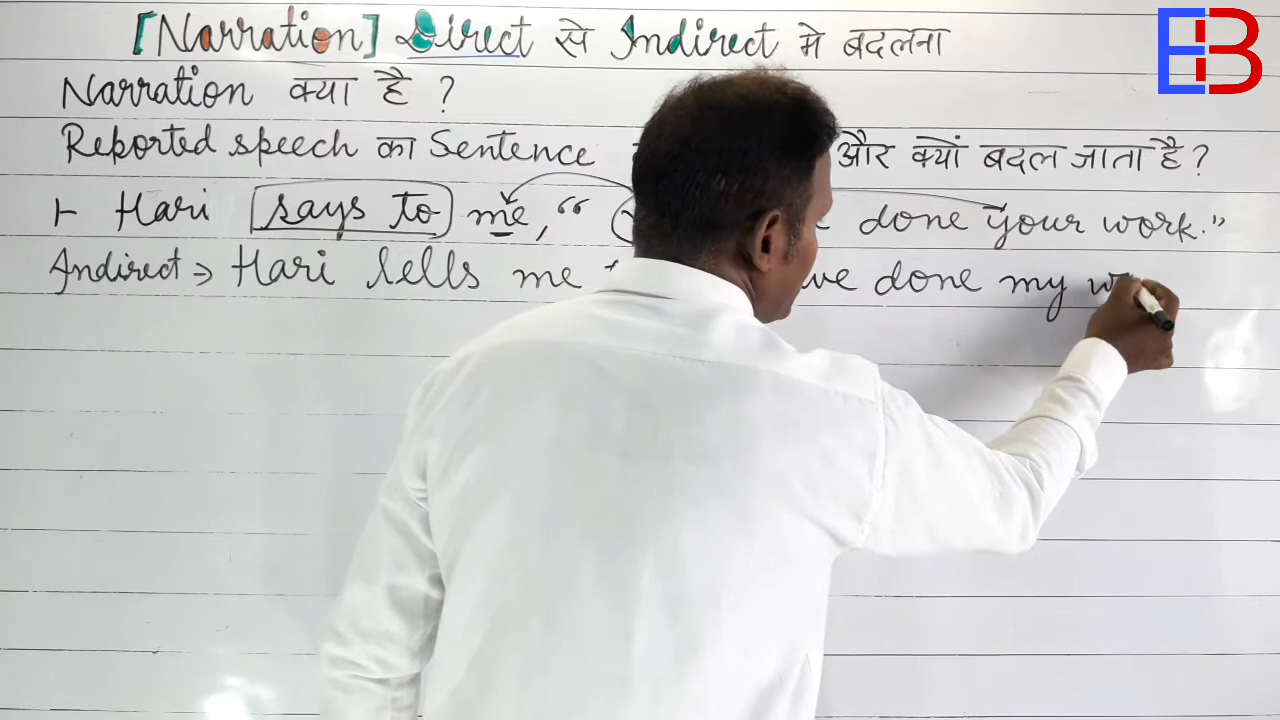 [Narration] Direct से Indirect मे बदलना
EB
Narration क्या है ?
Reported speech का Sentence और क्यों बदल जाता है ?
1- Hari says to me, “ done your work.”
Indirect ⇒ Hari tells me done my